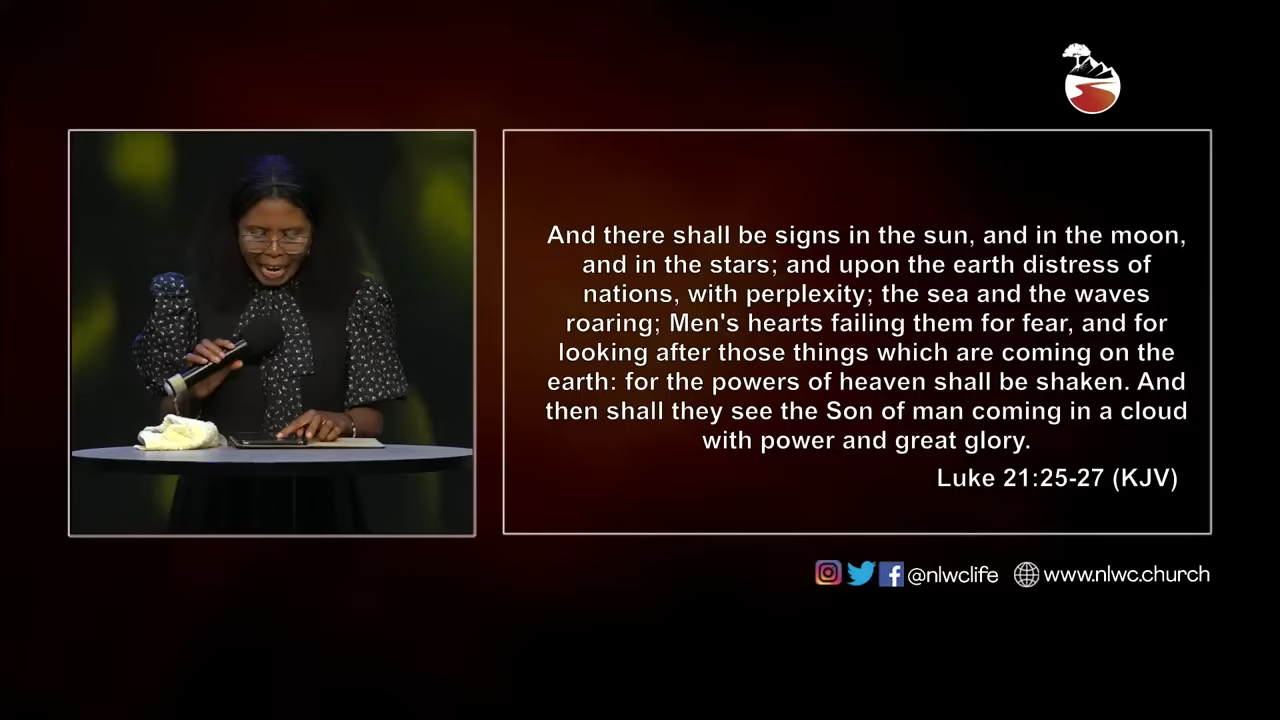 And there shall be signs in the sun, and in the moon,
and in the stars; and upon the earth distress of
nations, with perplexity; the sea and the waves
roaring; Men's hearts failing them for fear, and for
looking after those things which are coming on the
earth: for the powers of heaven shall be shaken. And
then shall they see the Son of man coming in a cloud
with power and great glory.
Luke 21:25-27 (KJV)
@nlwclife www.nlwc.church